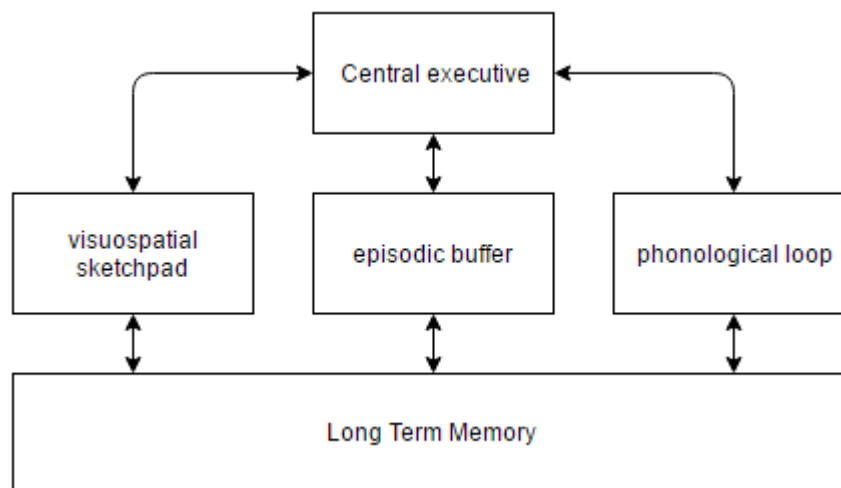 Central executive
visuospatial
sketchpad
episodic buffer
phonological loop
Long Term Memory